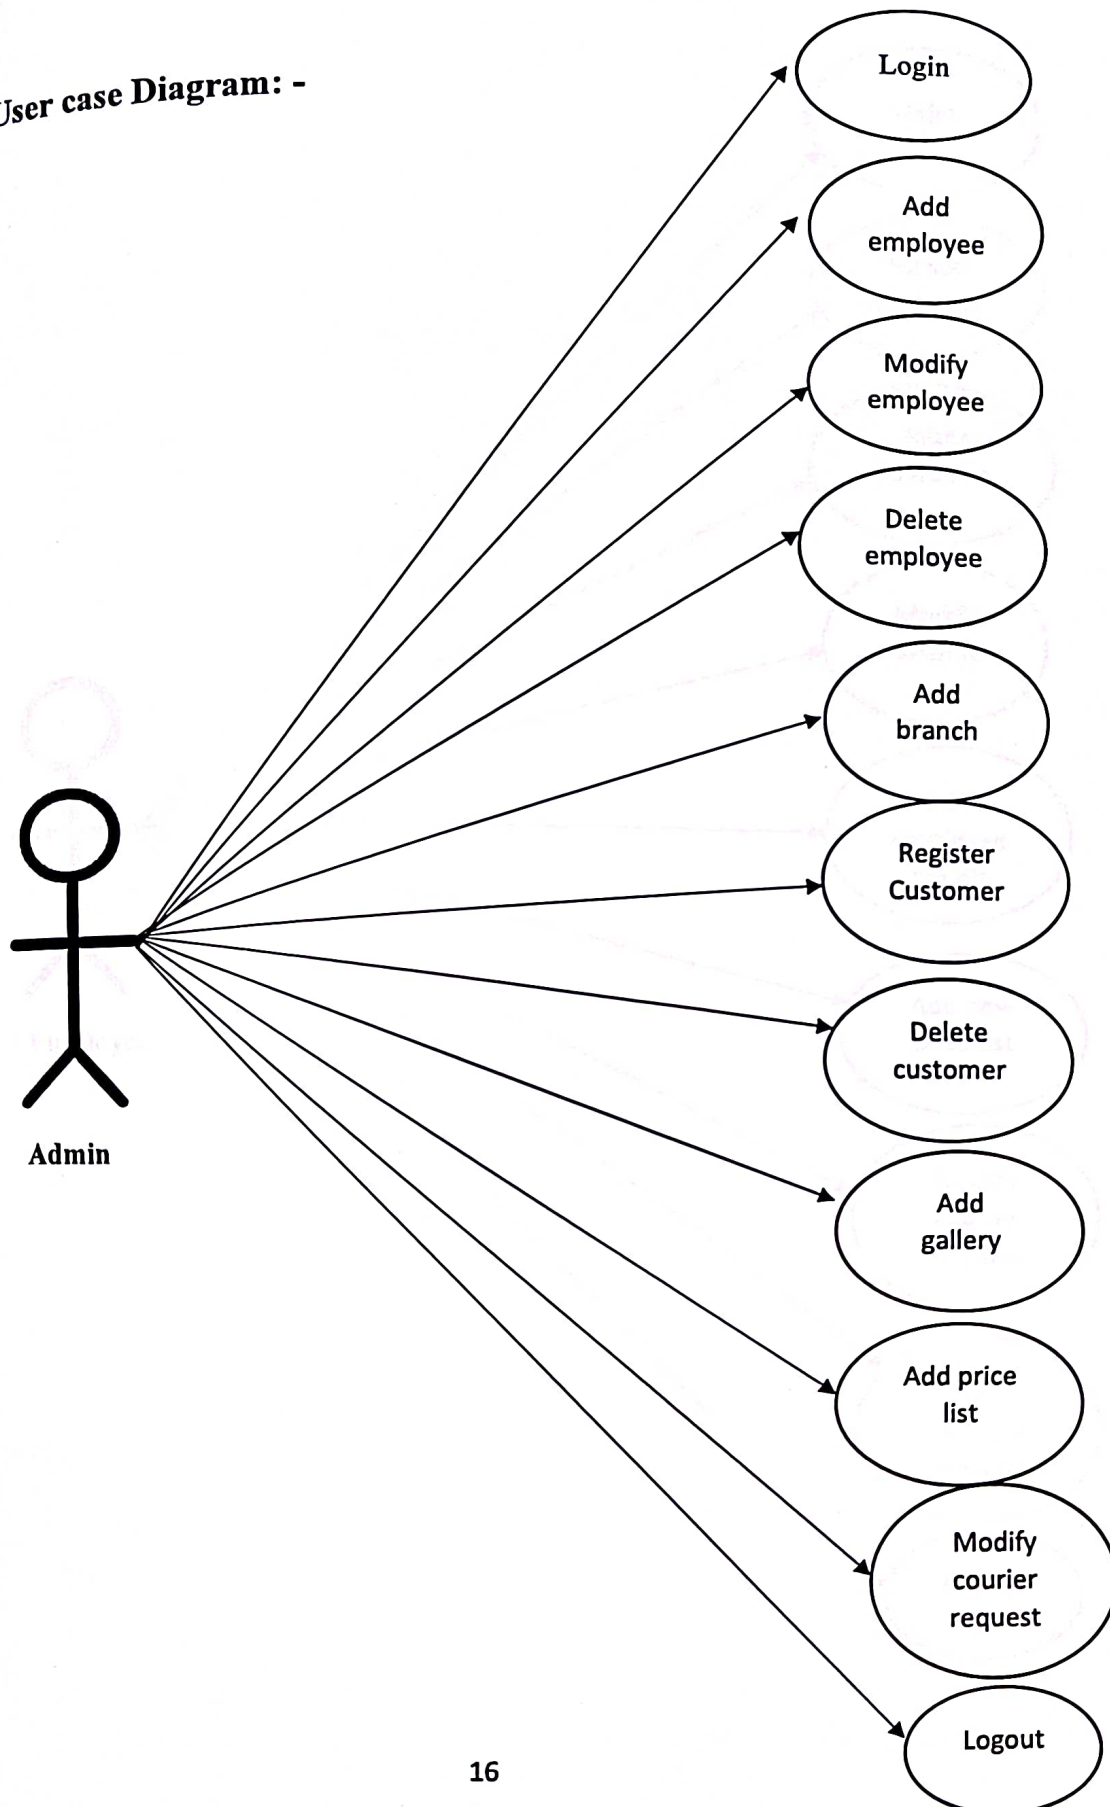 User case Diagram: -
Login
Add
employee
Modify
employee
Delete
employee
Add
branch
Register
Customer
Delete
customer
Add
gallery
Add price
list
Modify
courier
request
Logout
Admin
16